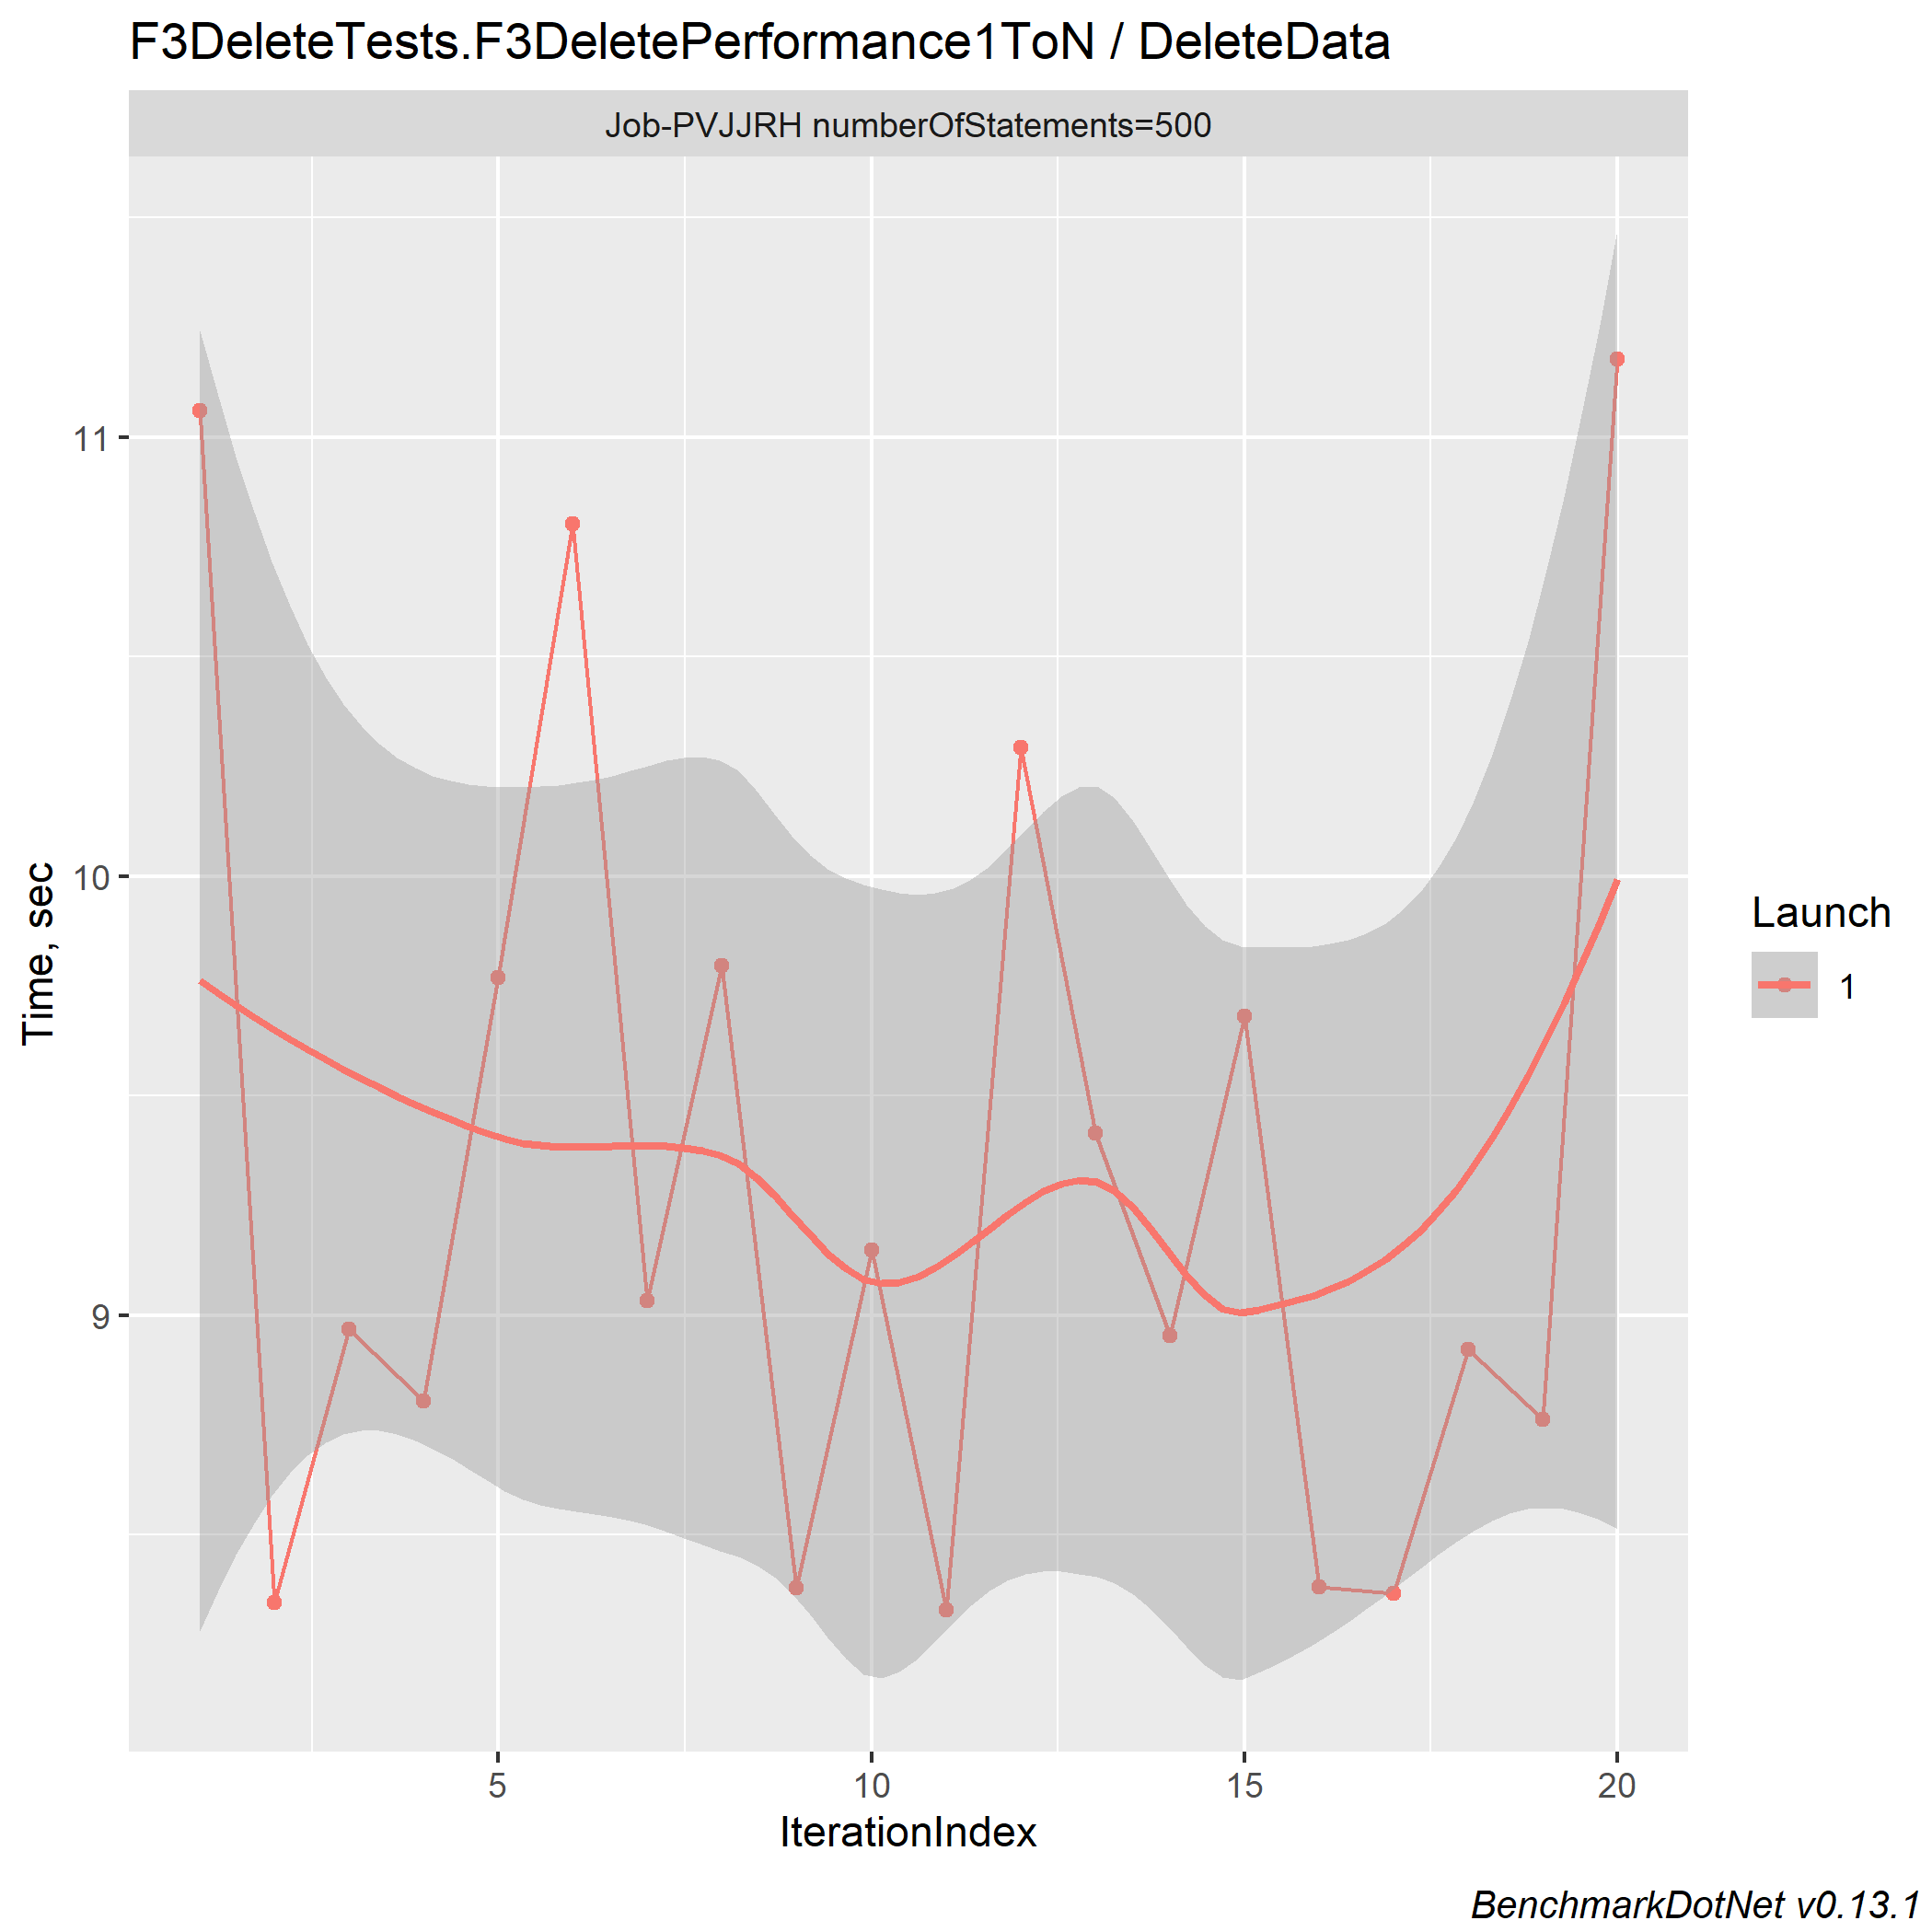 F3DeleteTests.F3DeletePerformance1ToN / DeleteData
Job-PVJJRH numberOfStatements=500
11
10
9
Time, sec
5 10 15 20
IterationIndex
Launch
1
BenchmarkDotNet v0.13.1